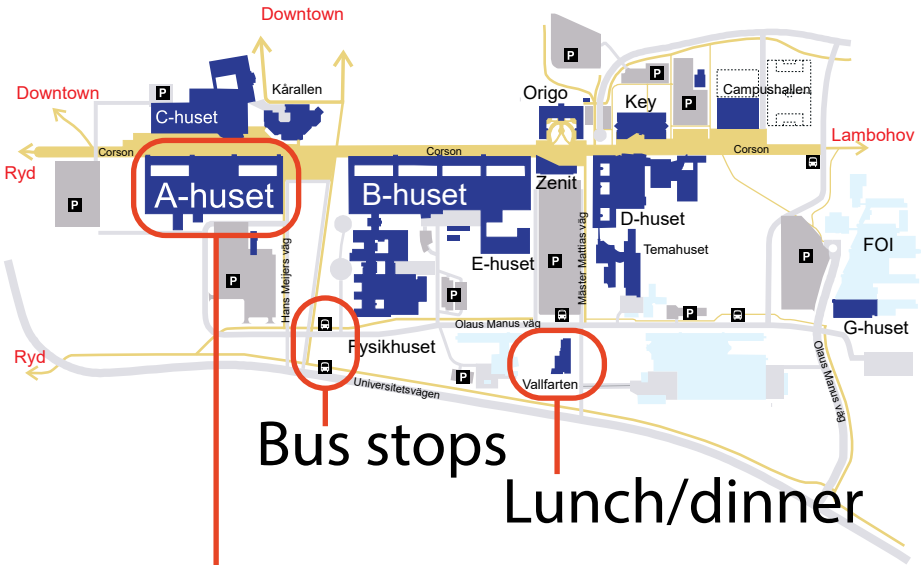 Downtown
P
P
P
Kårallen
Origo
Key
P
Campushallen
Downtown
C-huset
Lambohov
Corson
Corson
Corson
Ryd
Zenit
P
A-huset
B-huset
D-huset
E-huset
Temahuset
FOI
P
P
P
P
Hans Meijers väg
Mäster Mattias väg
P
Olaus Manus väg
G-huset
Fysikhuset
Ryd
P
Vallfarten
Universitetsvägen
Olaus Manus väg
Bus stops
Lunch/dinner